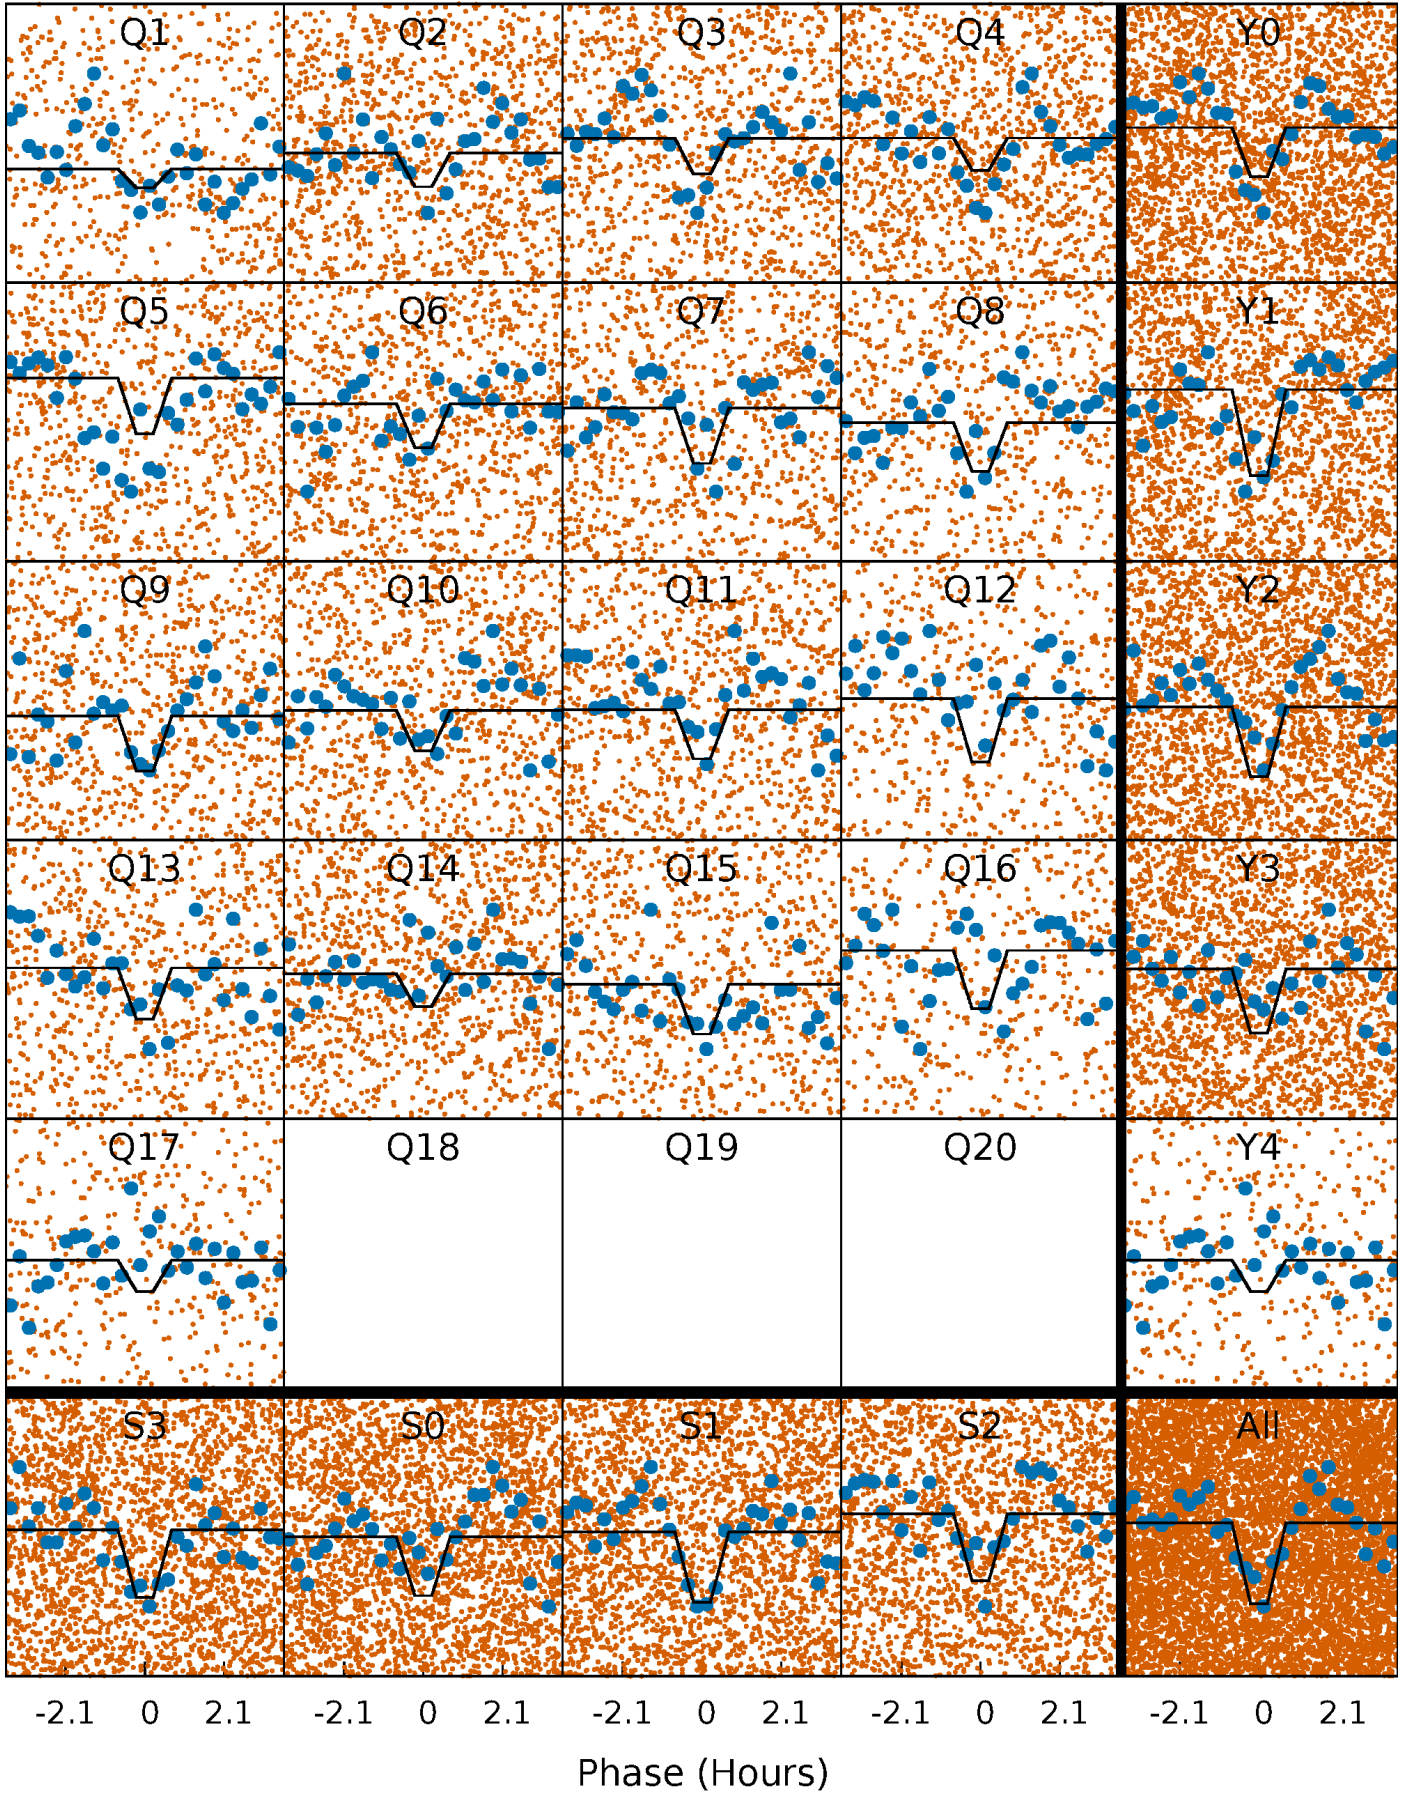 Q1 Q2 Q3 Q4 Y0
Q5 Q6 Q7 Q8 Y1
Q9 Q10 Q11 Q12 Y2
Q13 Q14 Q15 Q16 Y3
Q17 Q18 Q19 Q20 Y4
S3 S0 S1 S2 All
-2.1 0 2.1 -2.1 0 2.1 -2.1 0 2.1 -2.1 0 2.1 -2.1 0 2.1
Phase (Hours)